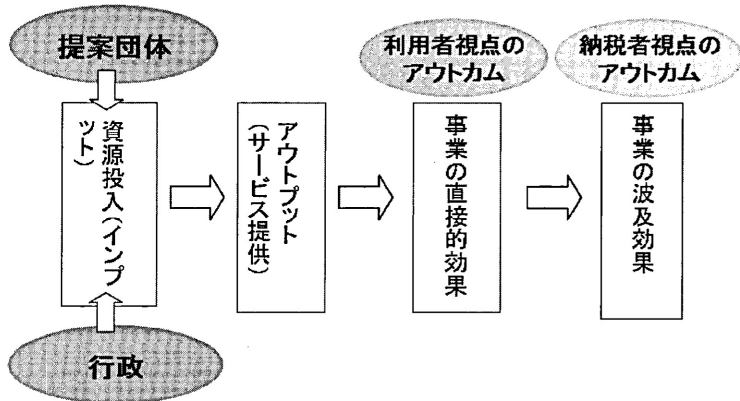 提案団体
利用者視点の
アウトカム
納税者視点の
アウトカム
資源投入(インプ
ット)
アウトプット
(サービス提供)
事業の直接的効果
事業の波及効果
行政